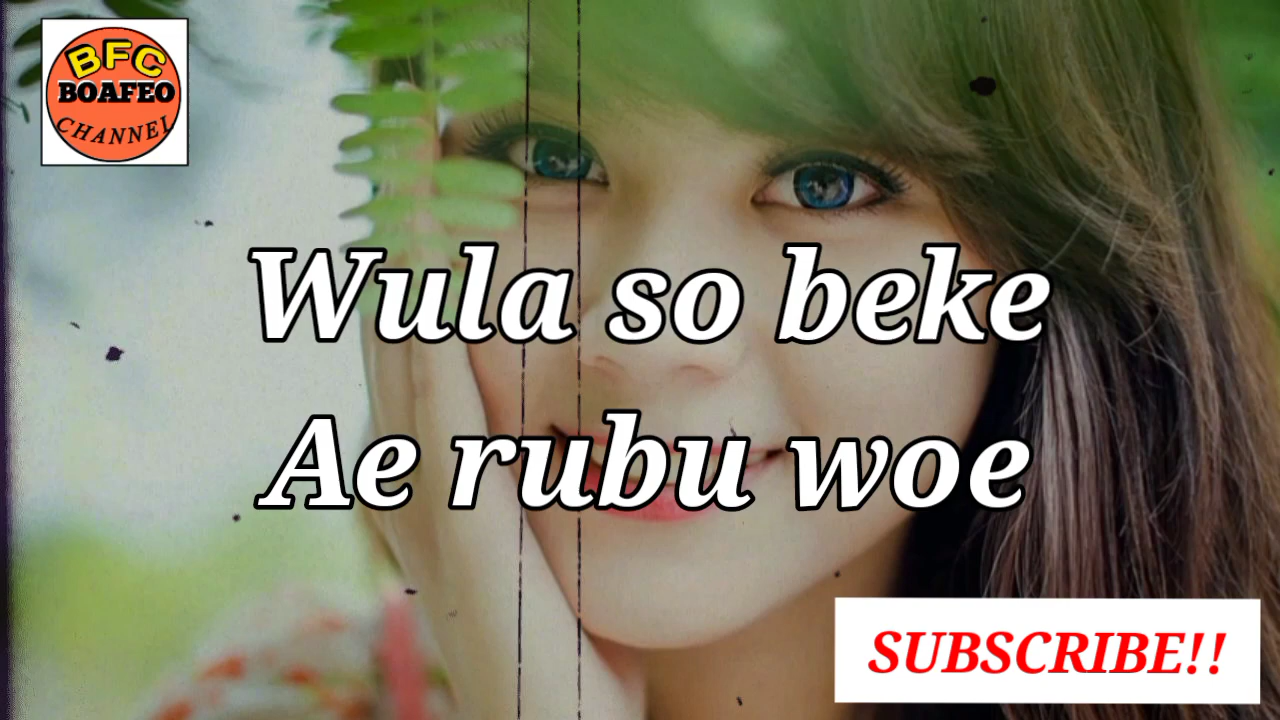 BFC
BOAFEO
CHANNEL
Wula so beke
Ae rubu woe
SUBSCRIBE!!